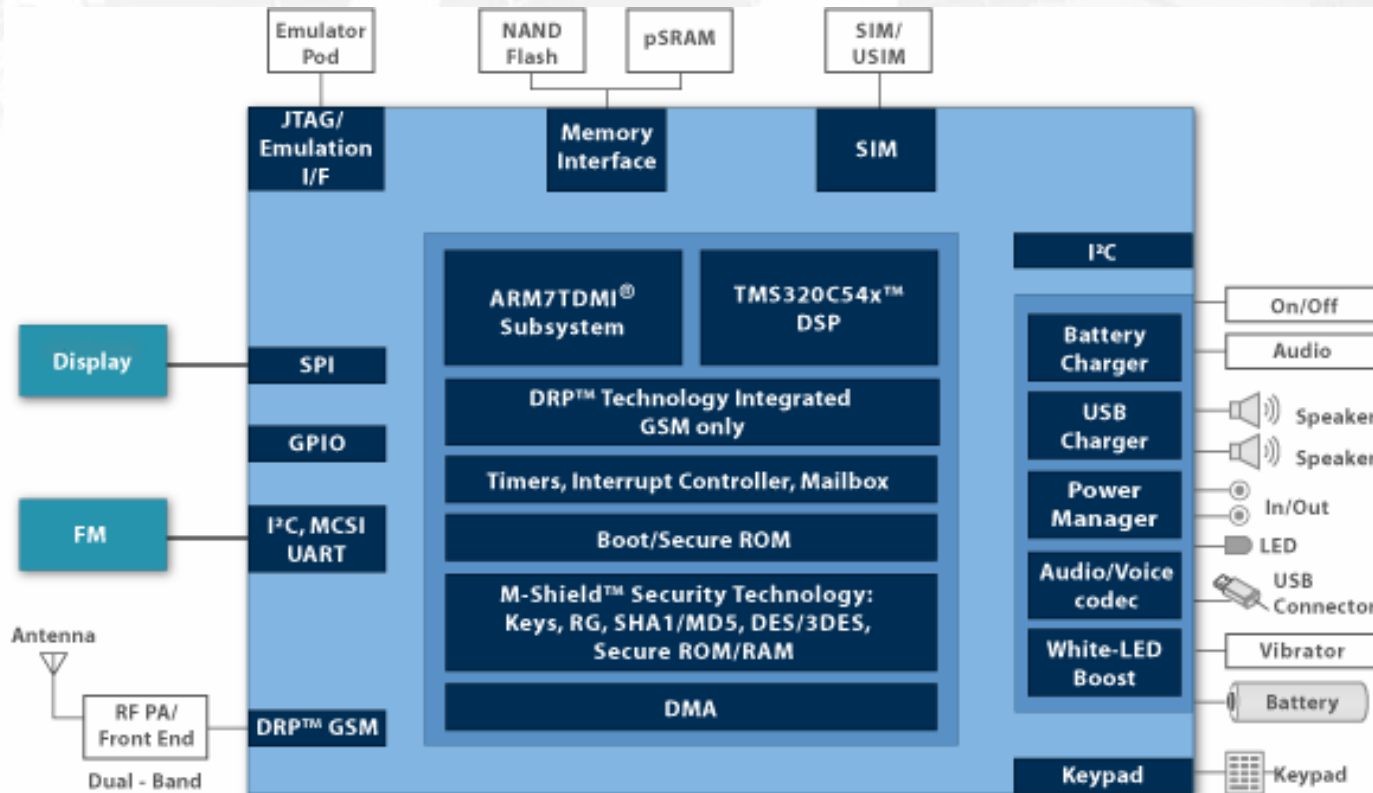 Emulator
Pod
NAND
Flash
pSRAM
SIM/
USIM
JTAG/
Emulation
I/F
Memory
Interface
SIM
I²C
ARM7TDMI®
Subsystem
TMS320C54x™
DSP
DRP™ Technology Integrated
GSM only
Timers, Interrupt Controller, Mailbox
Boot/Secure ROM
M-Shield™ Security Technology:
Keys, RG, SHA1/MD5, DES/3DES,
Secure ROM/RAM
DMA
Display
SPI
GPIO
FM
I²C, MCSI
UART
Antenna
RF PA/
Front End
Dual - Band
DRP™ GSM
Battery
Charger
USB
Charger
Power
Manager
Audio/Voice
codec
White-LED
Boost
Keypad
On/Off
Audio
Speaker
Speaker
In/Out
LED
USB
Connector
Vibrator
Battery
Keypad